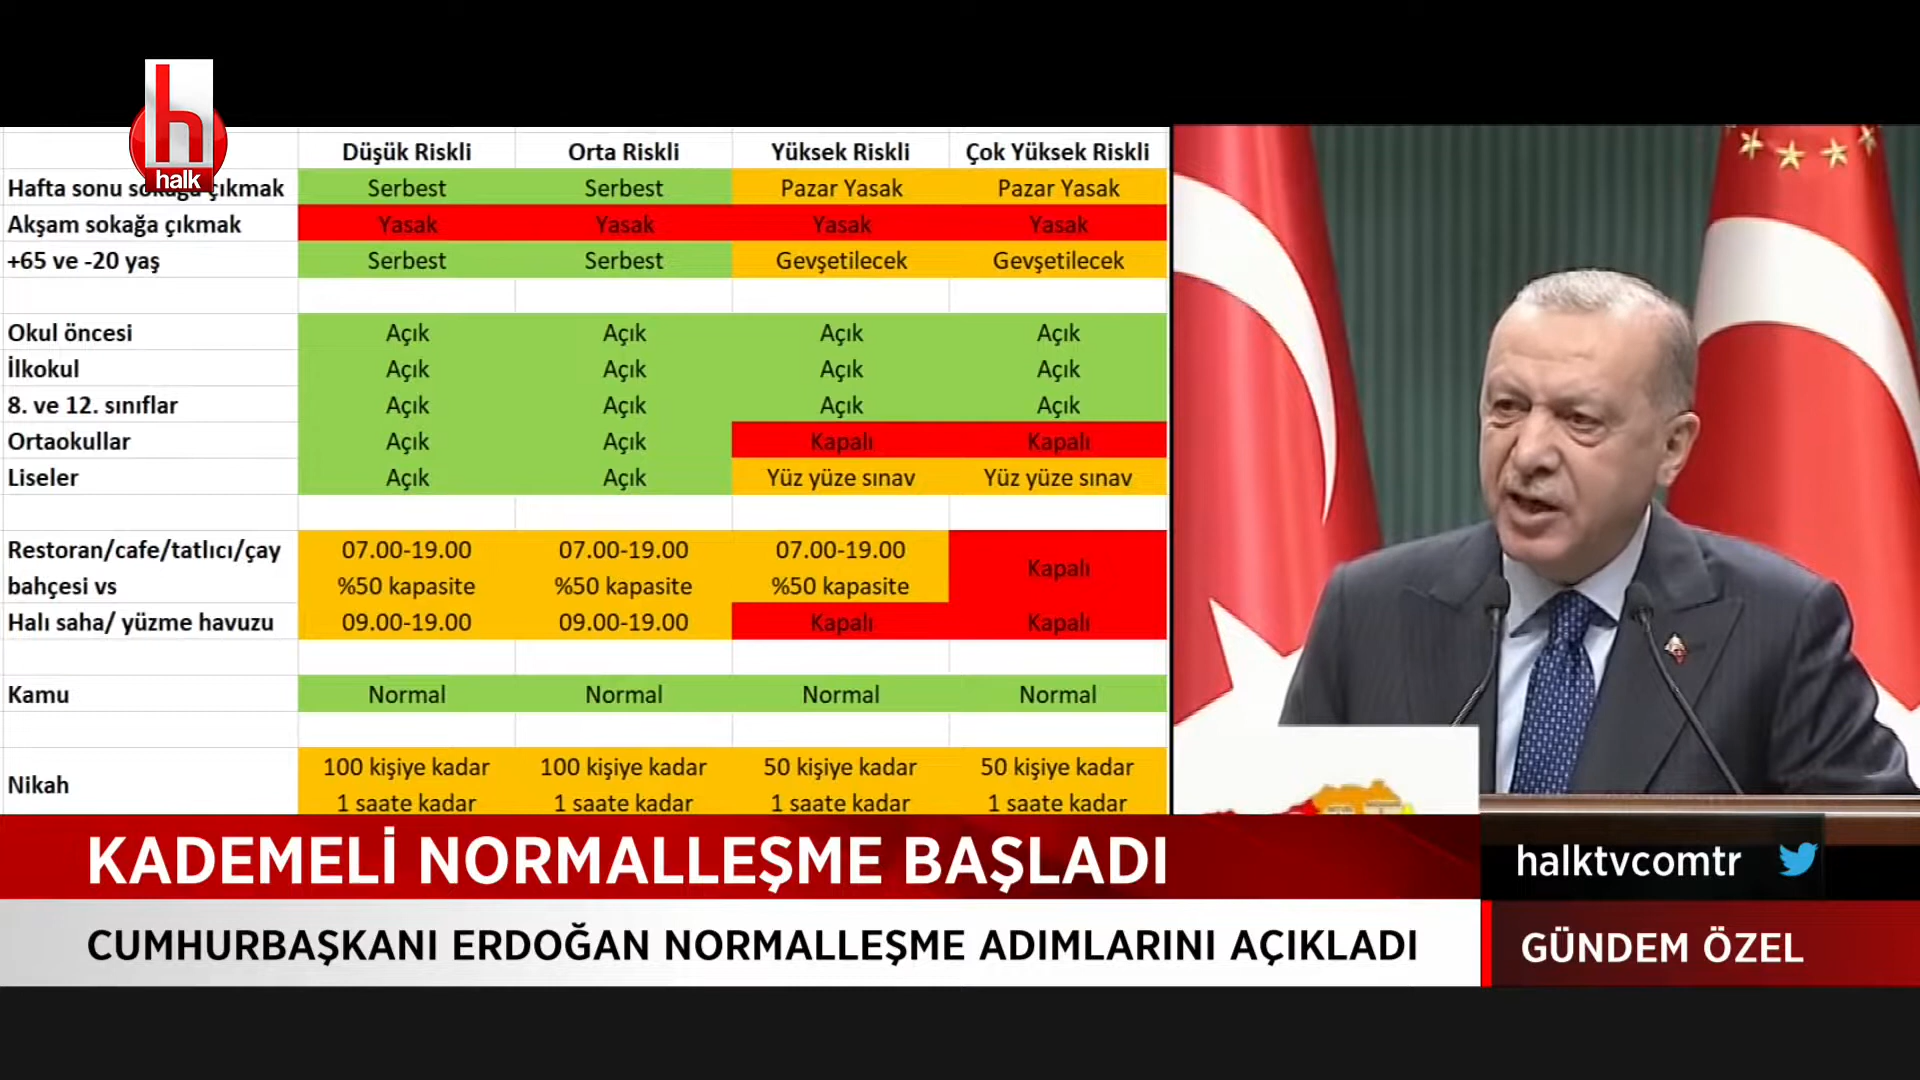 h
halk
Düşük Riskli Orta Riskli Yüksek Riskli Çok Yüksek Riskli
Hafta sonu sokağa çıkmak Serbest Serbest Pazar Yasak Pazar Yasak
Akşam sokağa çıkmak Yasak Yasak Yasak Yasak
+65 ve -20 yaş Serbest Serbest Gevşetilecek Gevşetilecek
Okul öncesi Açık Açık Açık Açık
İlkokul Açık Açık Açık Açık
8. ve 12. sınıflar Açık Açık Açık Açık
Ortaokullar Açık Açık Kapalı Kapalı
Liseler Açık Açık Yüz yüze sınav Yüz yüze sınav
Restoran/cafe/tatlıcı/çay 07.00-19.00 07.00-19.00 07.00-19.00 Kapalı
bahçesi vs %50 kapasite %50 kapasite %50 kapasite
Halı saha/ yüzme havuzu 09.00-19.00 09.00-19.00 Kapalı Kapalı
Kamu Normal Normal Normal Normal
Nikah 100 kişiye kadar 100 kişiye kadar 50 kişiye kadar 50 kişiye kadar
1 saate kadar 1 saate kadar 1 saate kadar 1 saate kadar
KADEMELİ NORMALLEŞME BAŞLADI
halktvcomtr
CUMHURBAŞKANI ERDOĞAN NORMALLEŞME ADIMLARINI AÇIKLADI
GÜNDEM ÖZEL